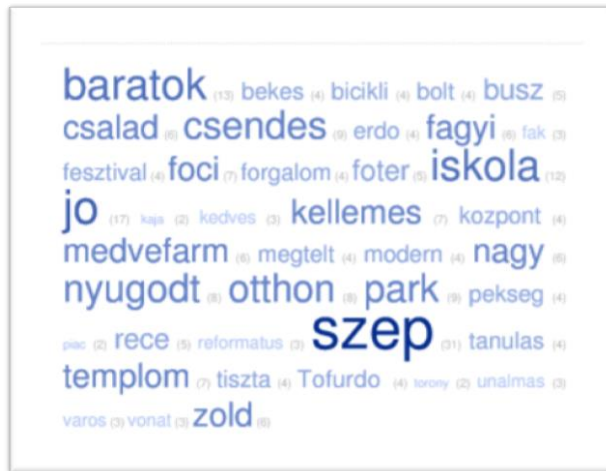 baratok (13) bekes (4) bicikli (4) bolt (4) busz (5)
csalad (6) csendes (9) erdo (4) fagyi (6) fak (3)
fesztival (4) foci (7) forgalom (4) foter (5) iskola (12)
jo (17) kaja (2) kedves (3) kellemes (7) kozpont (4)
medvefarm (6) megtelt (4) modern (4) nagy (6)
nyugodt (8) otthon (8) park (9) pekseg (4)
piac (2) rece (5) reformatus (3) szep (31) tanulas (4)
templom (7) tiszta (4) Tofurdo (4) torony (2) unalmas (3)
varos (3) vonat (3) zold (6)